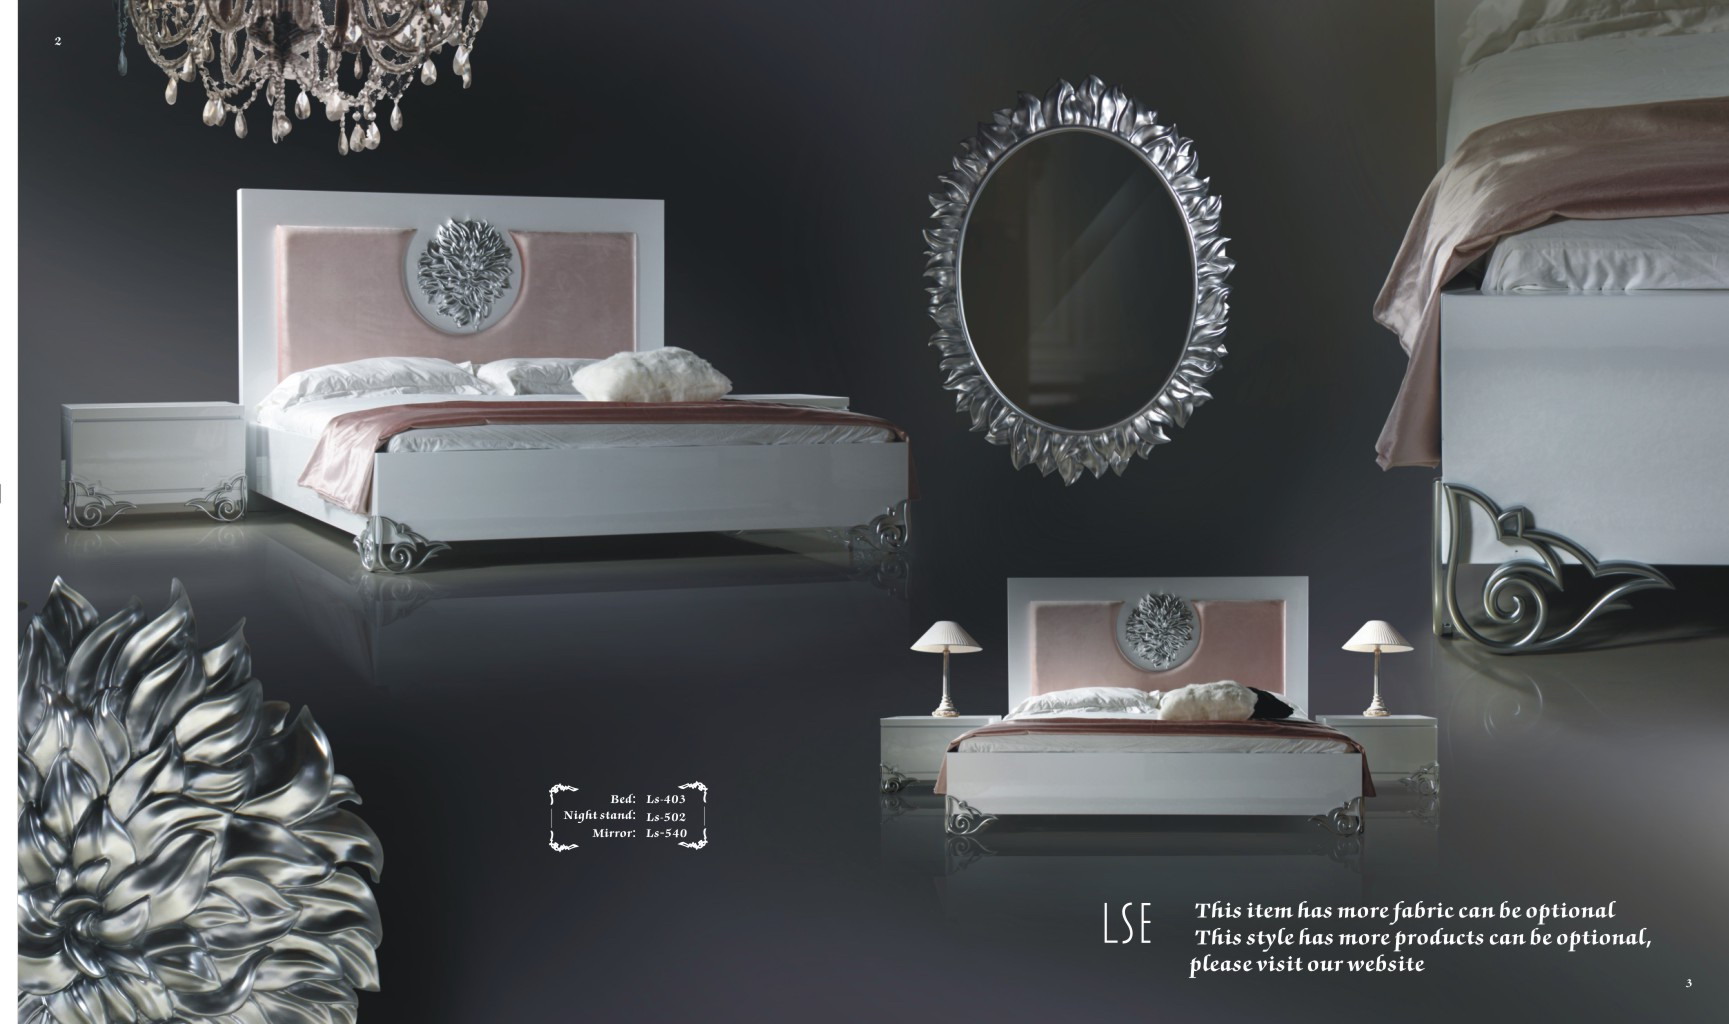 2
Bed: Ls-403
Night stand: Ls-502
Mirror: Ls-540
LSE
This item has more fabric can be optional
This style has more products can be optional,
please visit our website
3